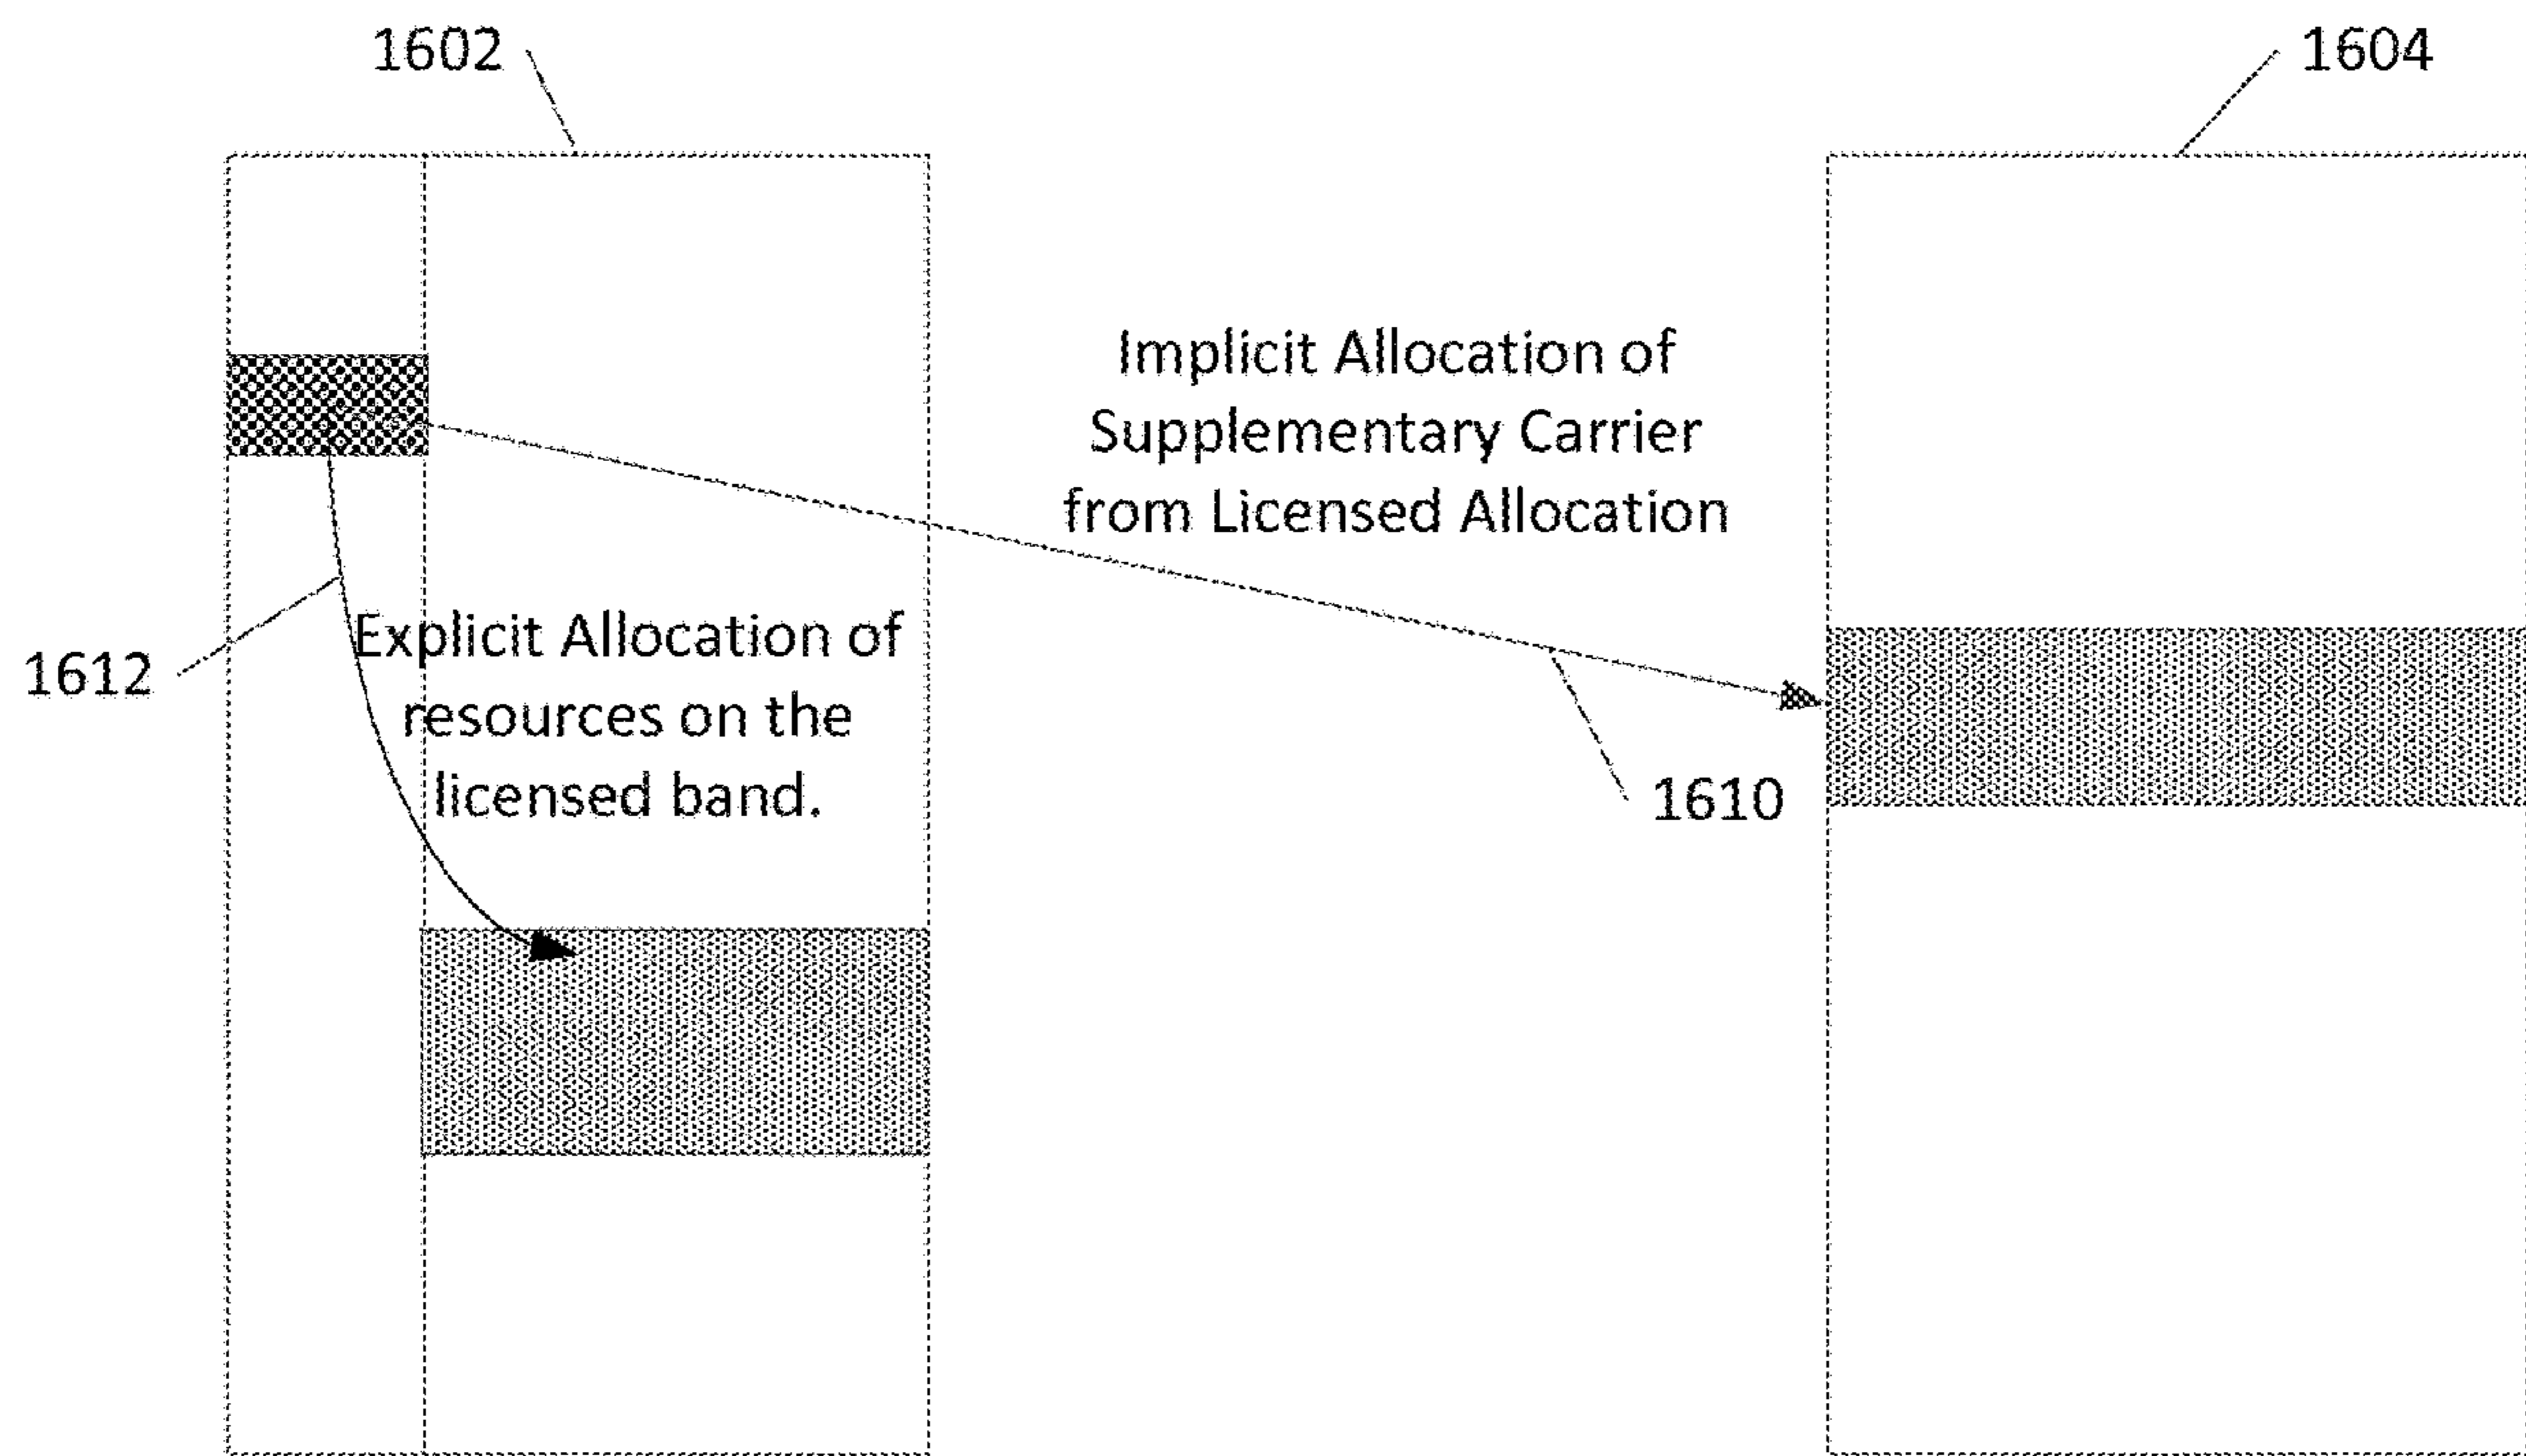 1602
1604
Implicit Allocation of
Supplementary Carrier
from Licensed Allocation
Explicit Allocation of
resources on the
licensed band.
1612
1610